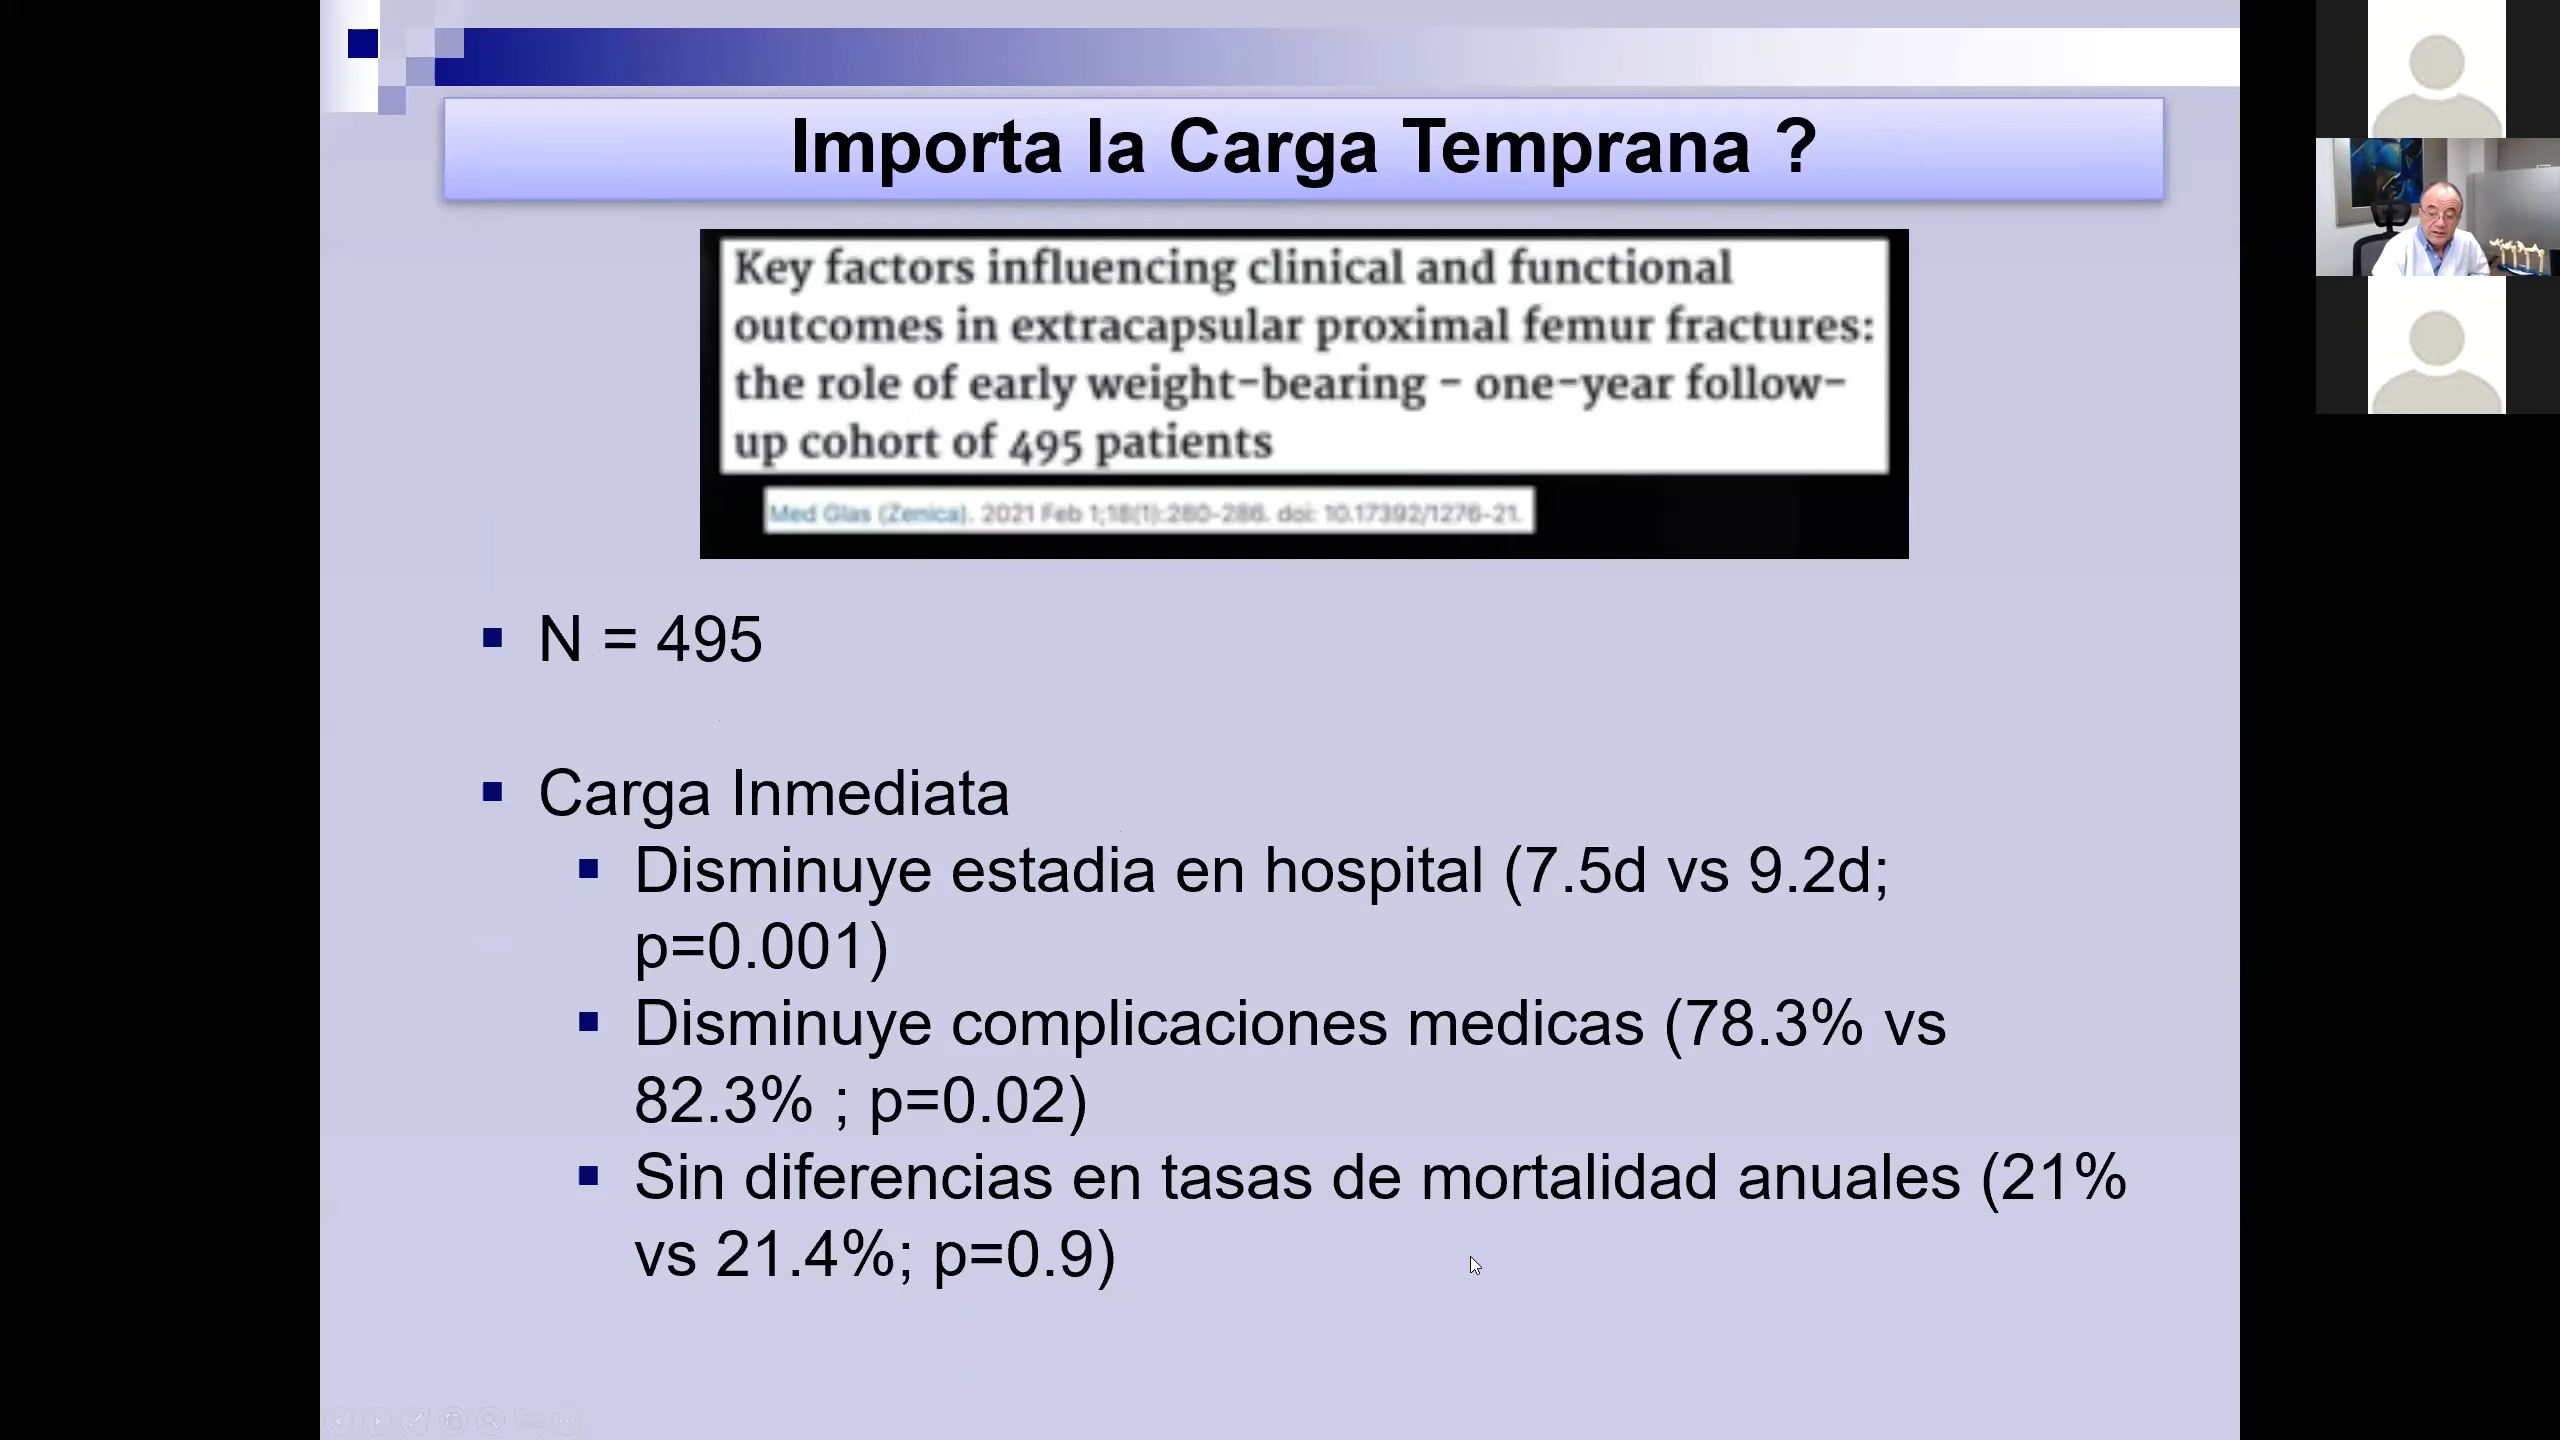 Importa la Carga Temprana ?
Key factors influencing clinical and functional
outcomes in extracapsular proximal femur fractures:
the role of early weight-bearing - one-year follow-
up cohort of 495 patients
Med Glas (Zenica). 2021 Feb 1;18(1):280-286. doi: 10.17392/1276-21.
N = 495
Carga Inmediata
Disminuye estadia en hospital (7.5d vs 9.2d;
p=0.001)
Disminuye complicaciones medicas (78.3% vs
82.3% ; p=0.02)
Sin diferencias en tasas de mortalidad anuales (21%
vs 21.4%; p=0.9)